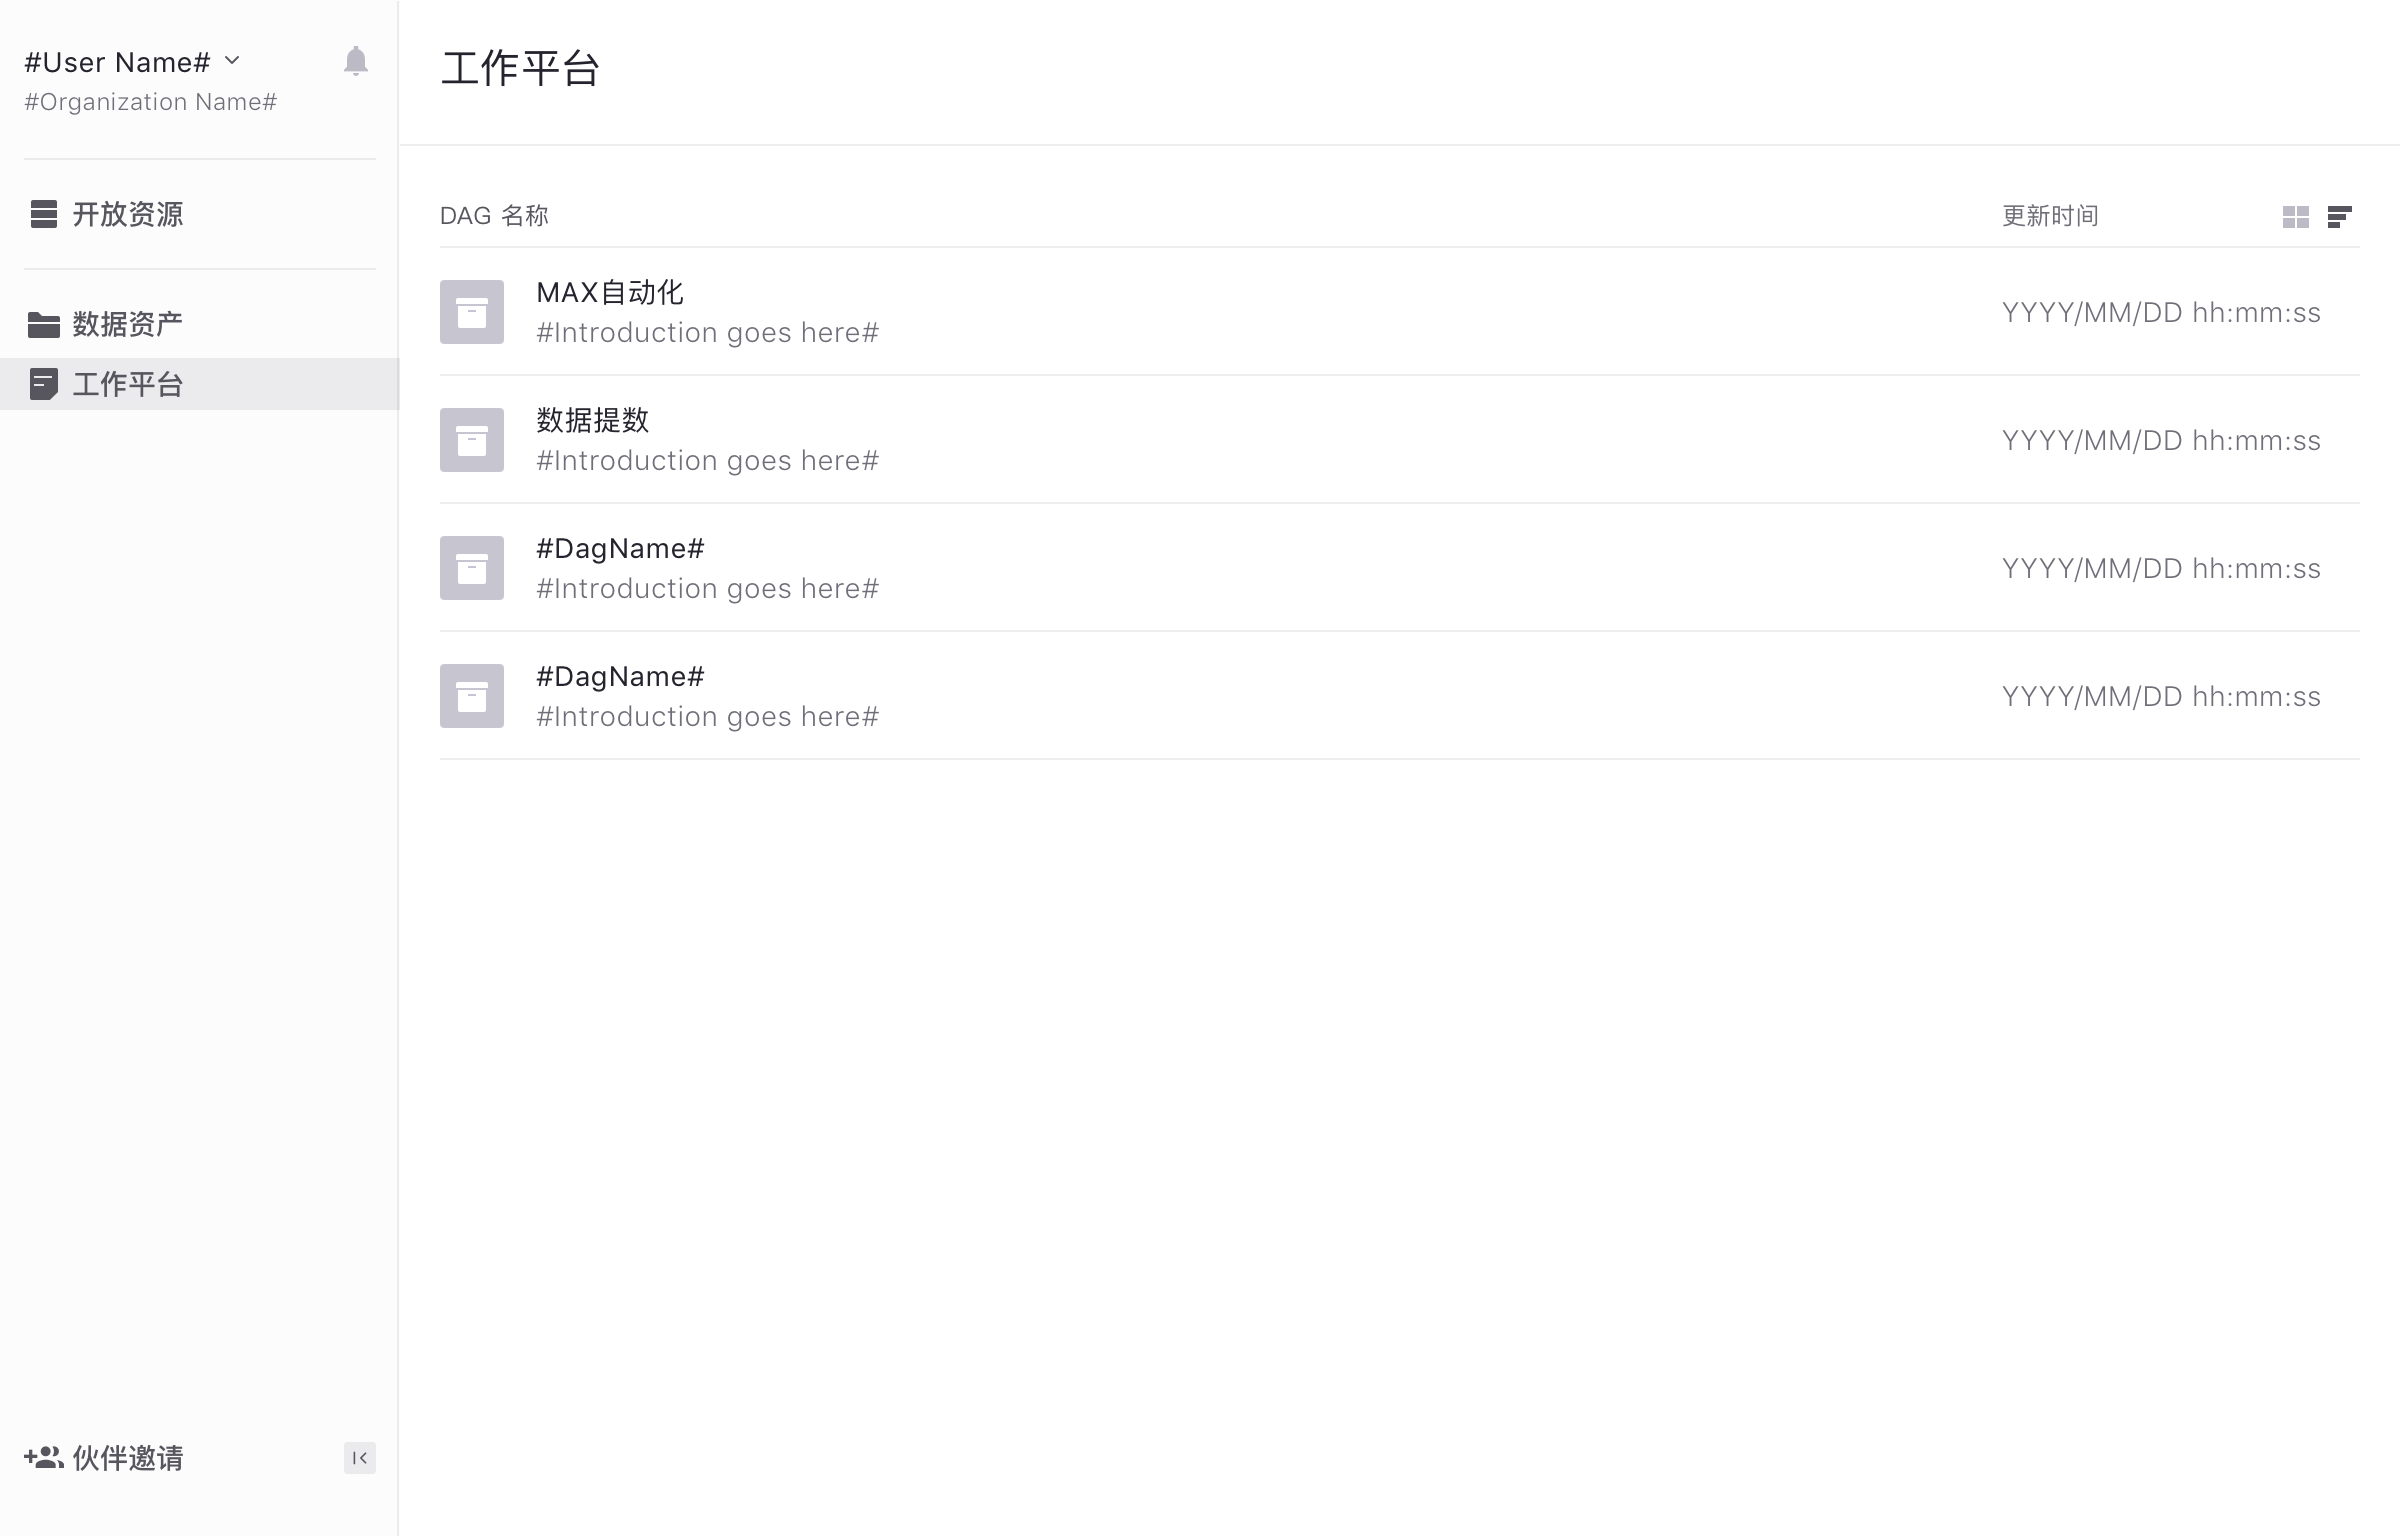 #User Name#
#Organization Name#
开放资源
数据资产
工作平台
伙伴邀请
工作平台
DAG 名称
更新时间
MAX自动化
#Introduction goes here#
YYYY/MM/DD hh:mm:ss
数据提数
#Introduction goes here#
YYYY/MM/DD hh:mm:ss
#DagName#
#Introduction goes here#
YYYY/MM/DD hh:mm:ss
#DagName#
#Introduction goes here#
YYYY/MM/DD hh:mm:ss